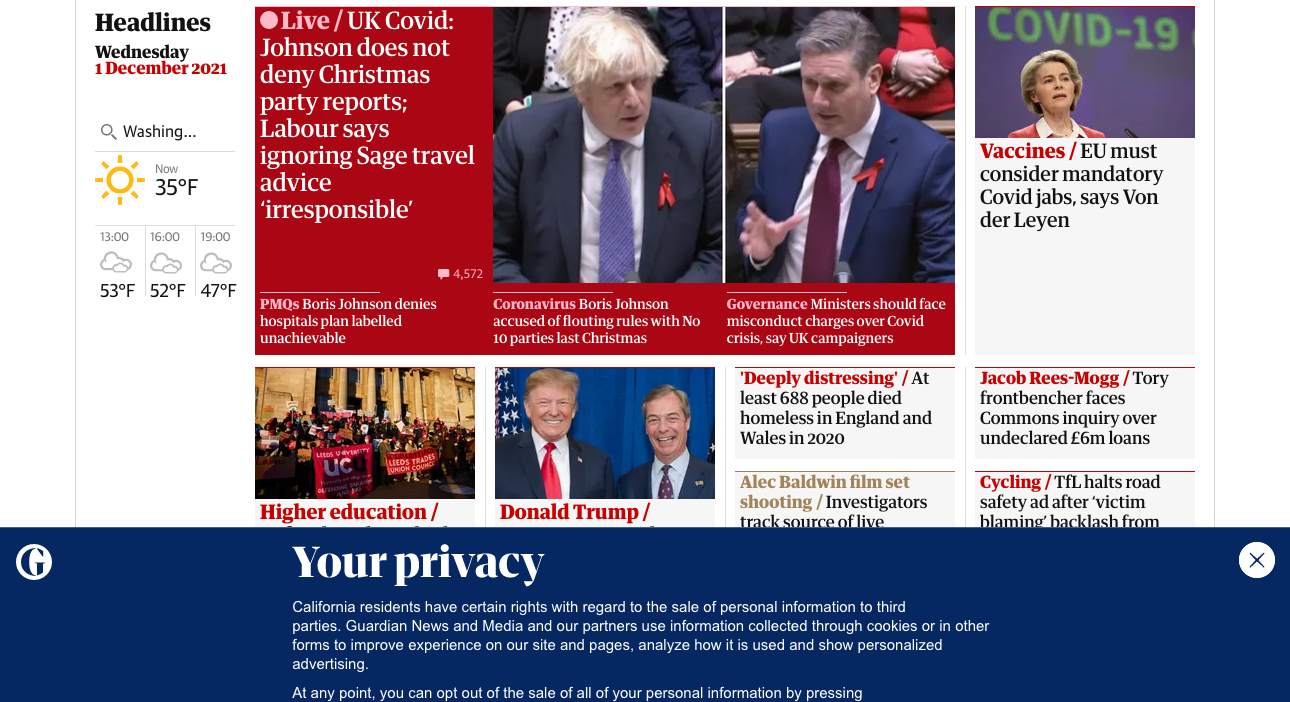 Headlines
Wednesday
1 December 2021
Washing...
Now
35°F
13:00
16:00
19:00
53°F
52°F
47°F
Live / UK Covid:
Johnson does not
deny Christmas
party reports;
Labour says
ignoring Sage travel
advice
‘irresponsible’
4,572
PMQs Boris Johnson denies
hospitals plan labelled
unachievable
Coronavirus Boris Johnson
accused of flouting rules with No
10 parties last Christmas
Governance Ministers should face
misconduct charges over Covid
crisis, say UK campaigners
COVID-19
Vaccines / EU must
consider mandatory
Covid jabs, says Von
der Leyen
LEEDS UNIVERSITY
UCU
LEEDS TRADES
UNION COUNCIL
Higher education /
Donald Trump /
'Deeply distressing' / At
least 688 people died
homeless in England and
Wales in 2020
Alec Baldwin film set
shooting / Investigators
track source of live
Jacob Rees-Mogg / Tory
frontbencher faces
Commons inquiry over
undeclared £6m loans
Cycling / TfL halts road
safety ad after ‘victim
blaming’ backlash from
G
Your privacy
California residents have certain rights with regard to the sale of personal information to third
parties. Guardian News and Media and our partners use information collected through cookies or in other
forms to improve experience on our site and pages, analyze how it is used and show personalized
advertising.
At any point, you can opt out of the sale of all of your personal information by pressing